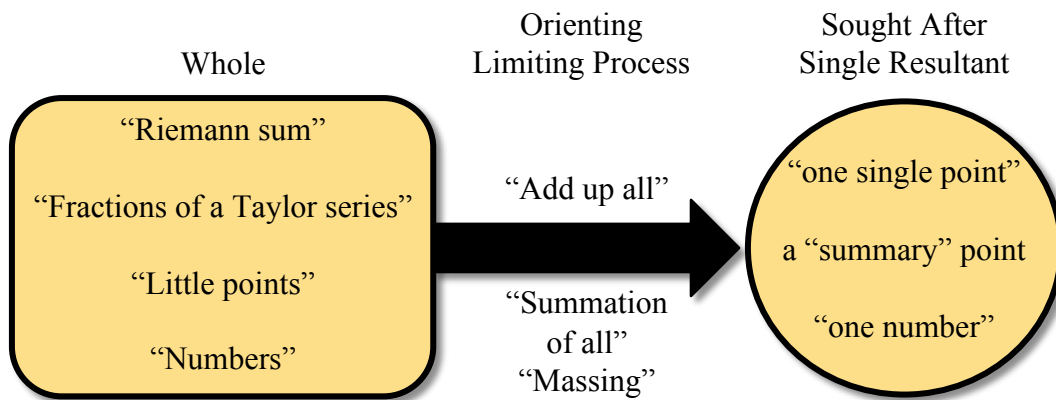 Whole
Orienting
Limiting Process
Sought After
Single Resultant
“Riemann sum”
“Fractions of a Taylor series”
“Little points”
“Numbers”
“Add up all”
“Summation
of all”
“Massing”
“one single point”
a “summary” point
“one number”